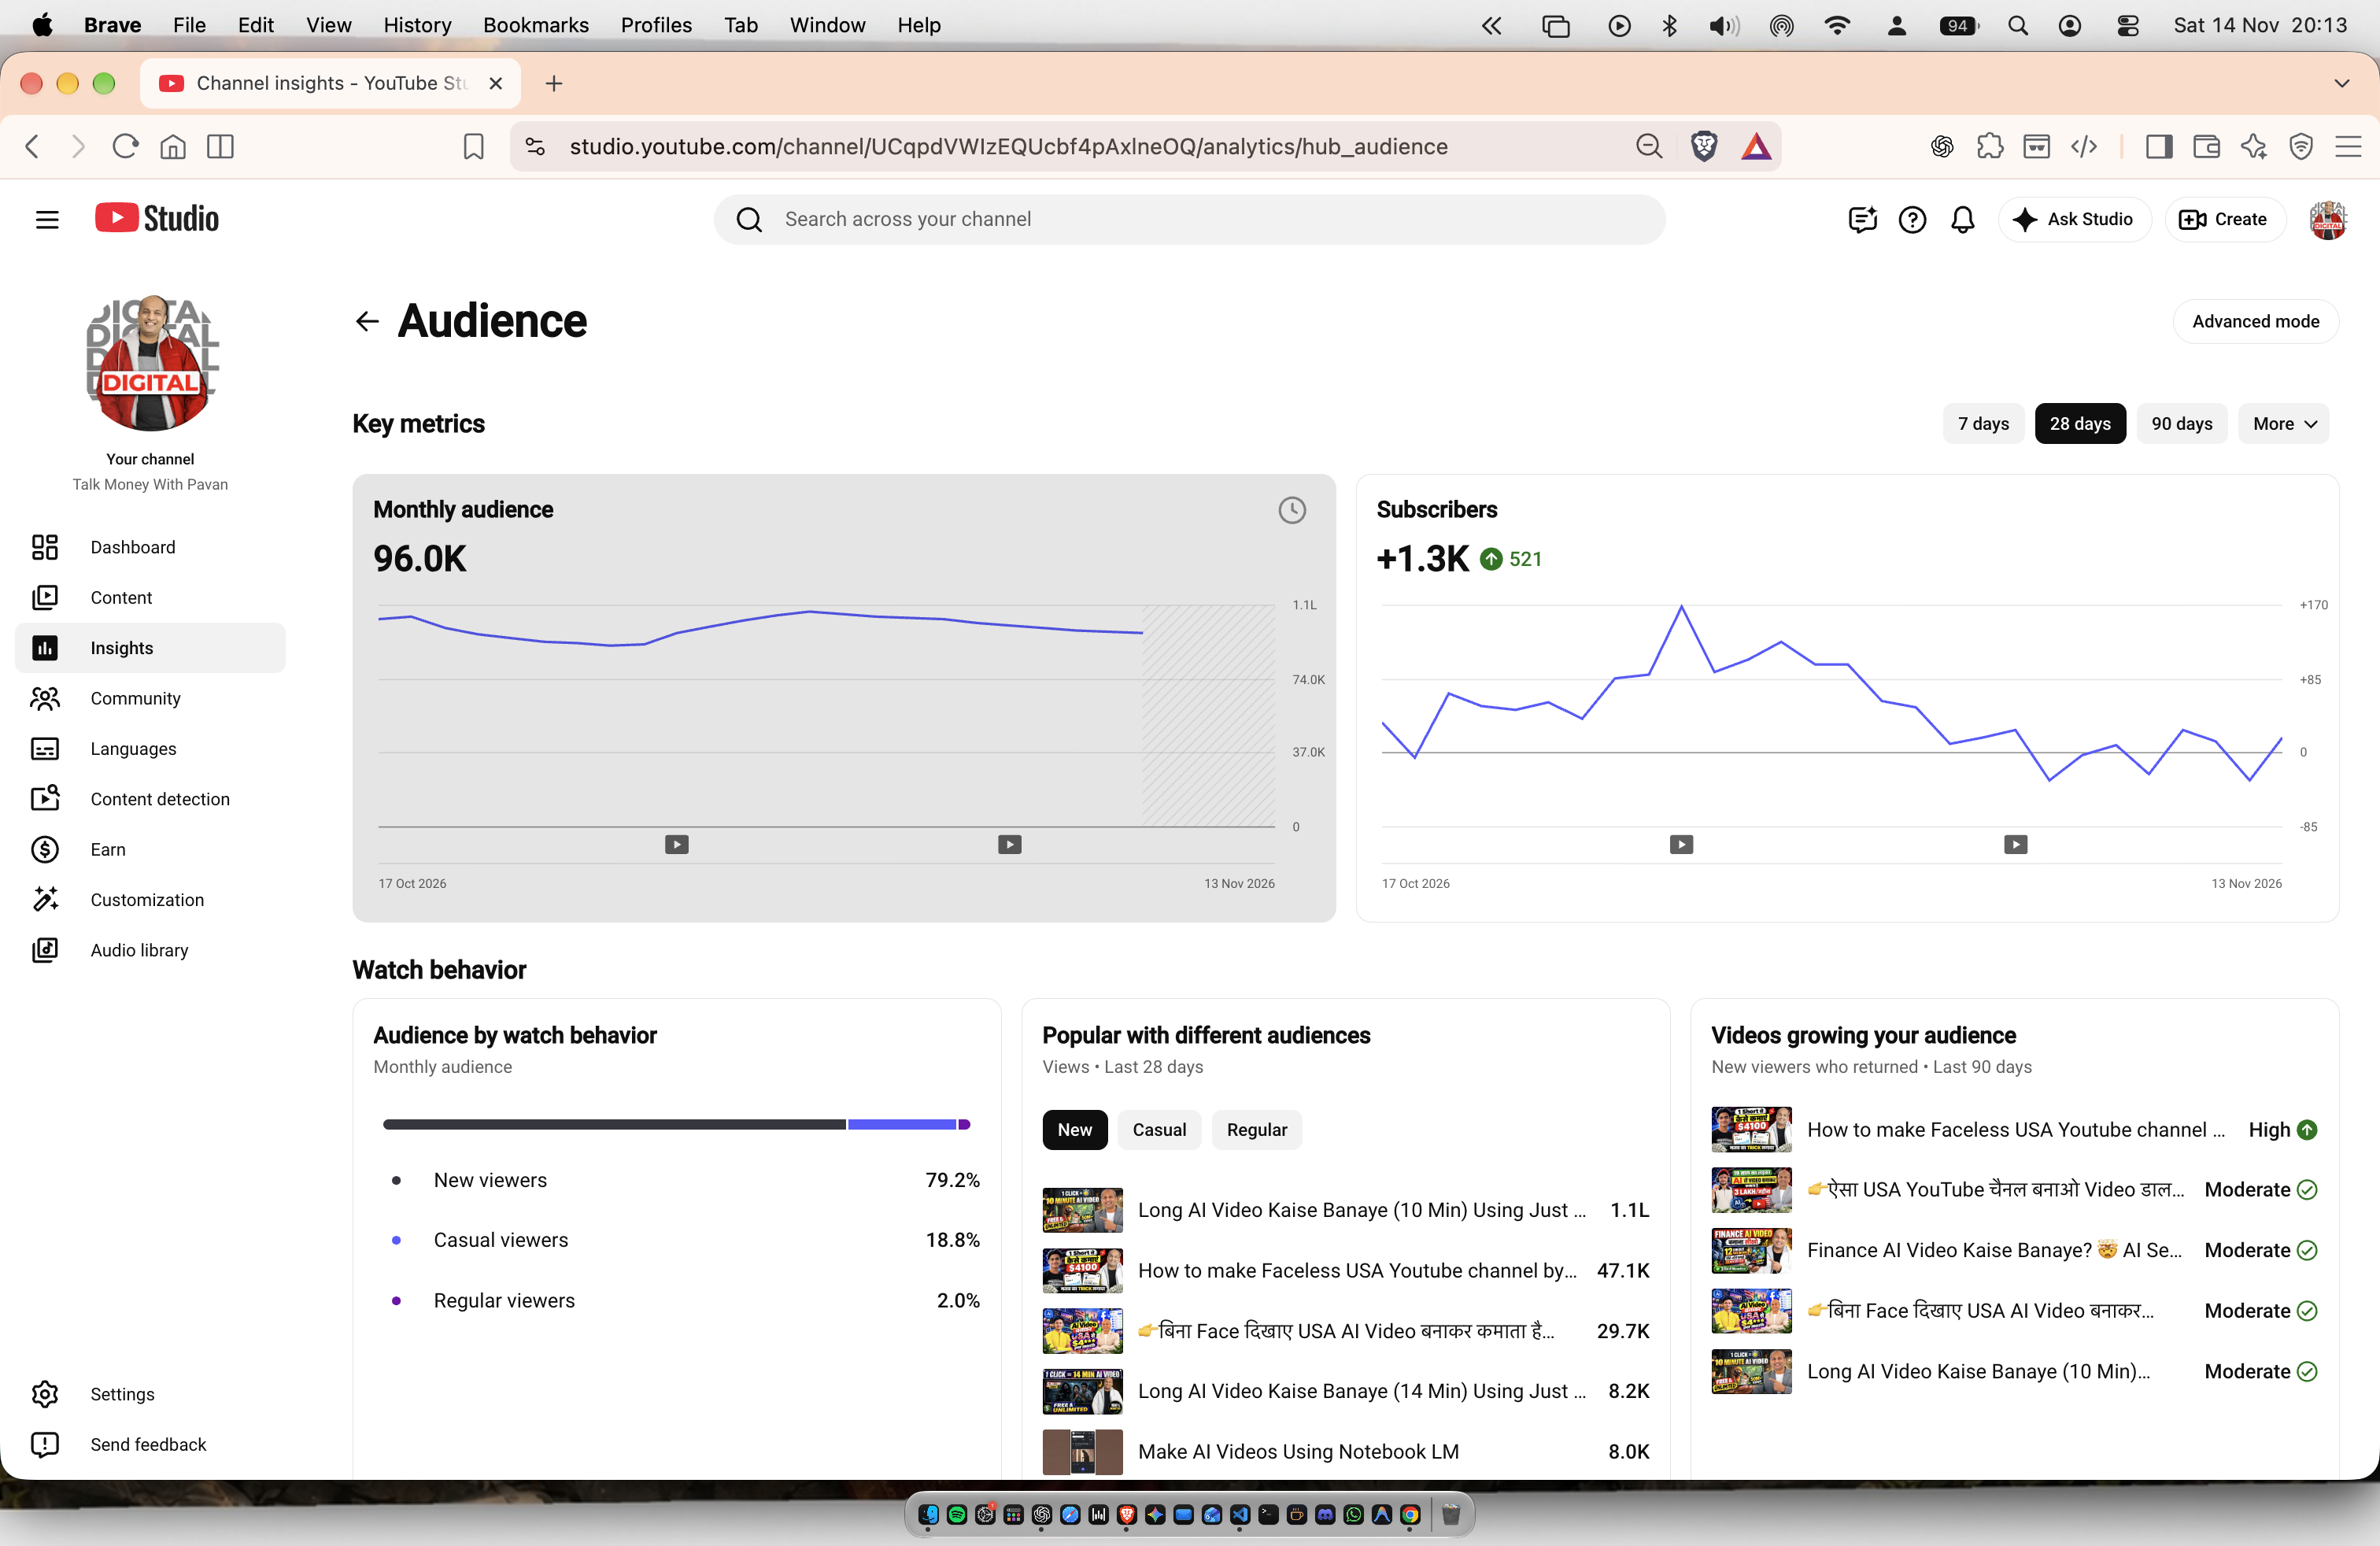 Brave File Edit View History Bookmarks Profiles Tab Window Help 94 Sat 14 Nov 20:13
Channel insights - YouTube Stu
studio.youtube.com/channel/UCqpdVWIzEQUcbf4pAxlneOQ/analytics/hub_audience
Studio
Search across your channel
Ask Studio
Create
DIGITAL
Your channel
Talk Money With Pavan
Dashboard
Content
Insights
Community
Languages
Content detection
Earn
Customization
Audio library
Settings
Send feedback
Audience
Advanced mode
Key metrics
7 days 28 days 90 days More
Monthly audience
96.0K
1.1L
74.0K
37.0K
0
17 Oct 2026 13 Nov 2026
Subscribers
+1.3K 521
+170
+85
0
-85
17 Oct 2026 13 Nov 2026
Watch behavior
Audience by watch behavior
Monthly audience
New viewers 79.2%
Casual viewers 18.8%
Regular viewers 2.0%
Popular with different audiences
Views • Last 28 days
New Casual Regular
Long AI Video Kaise Banaye (10 Min) Using Just ... 1.1L
How to make Faceless USA Youtube channel by... 47.1K
👉बिना Face दिखाए USA AI Video बनाकर कमाता है... 29.7K
Long AI Video Kaise Banaye (14 Min) Using Just ... 8.2K
Make AI Videos Using Notebook LM 8.0K
Videos growing your audience
New viewers who returned • Last 90 days
How to make Faceless USA Youtube channel ... High
👉ऐसा USA YouTube चैनल बनाओ Video डाल... Moderate
Finance AI Video Kaise Banaye? 🤯 AI Se... Moderate
👉बिना Face दिखाए USA AI Video बनाकर... Moderate
Long AI Video Kaise Banaye (10 Min)... Moderate